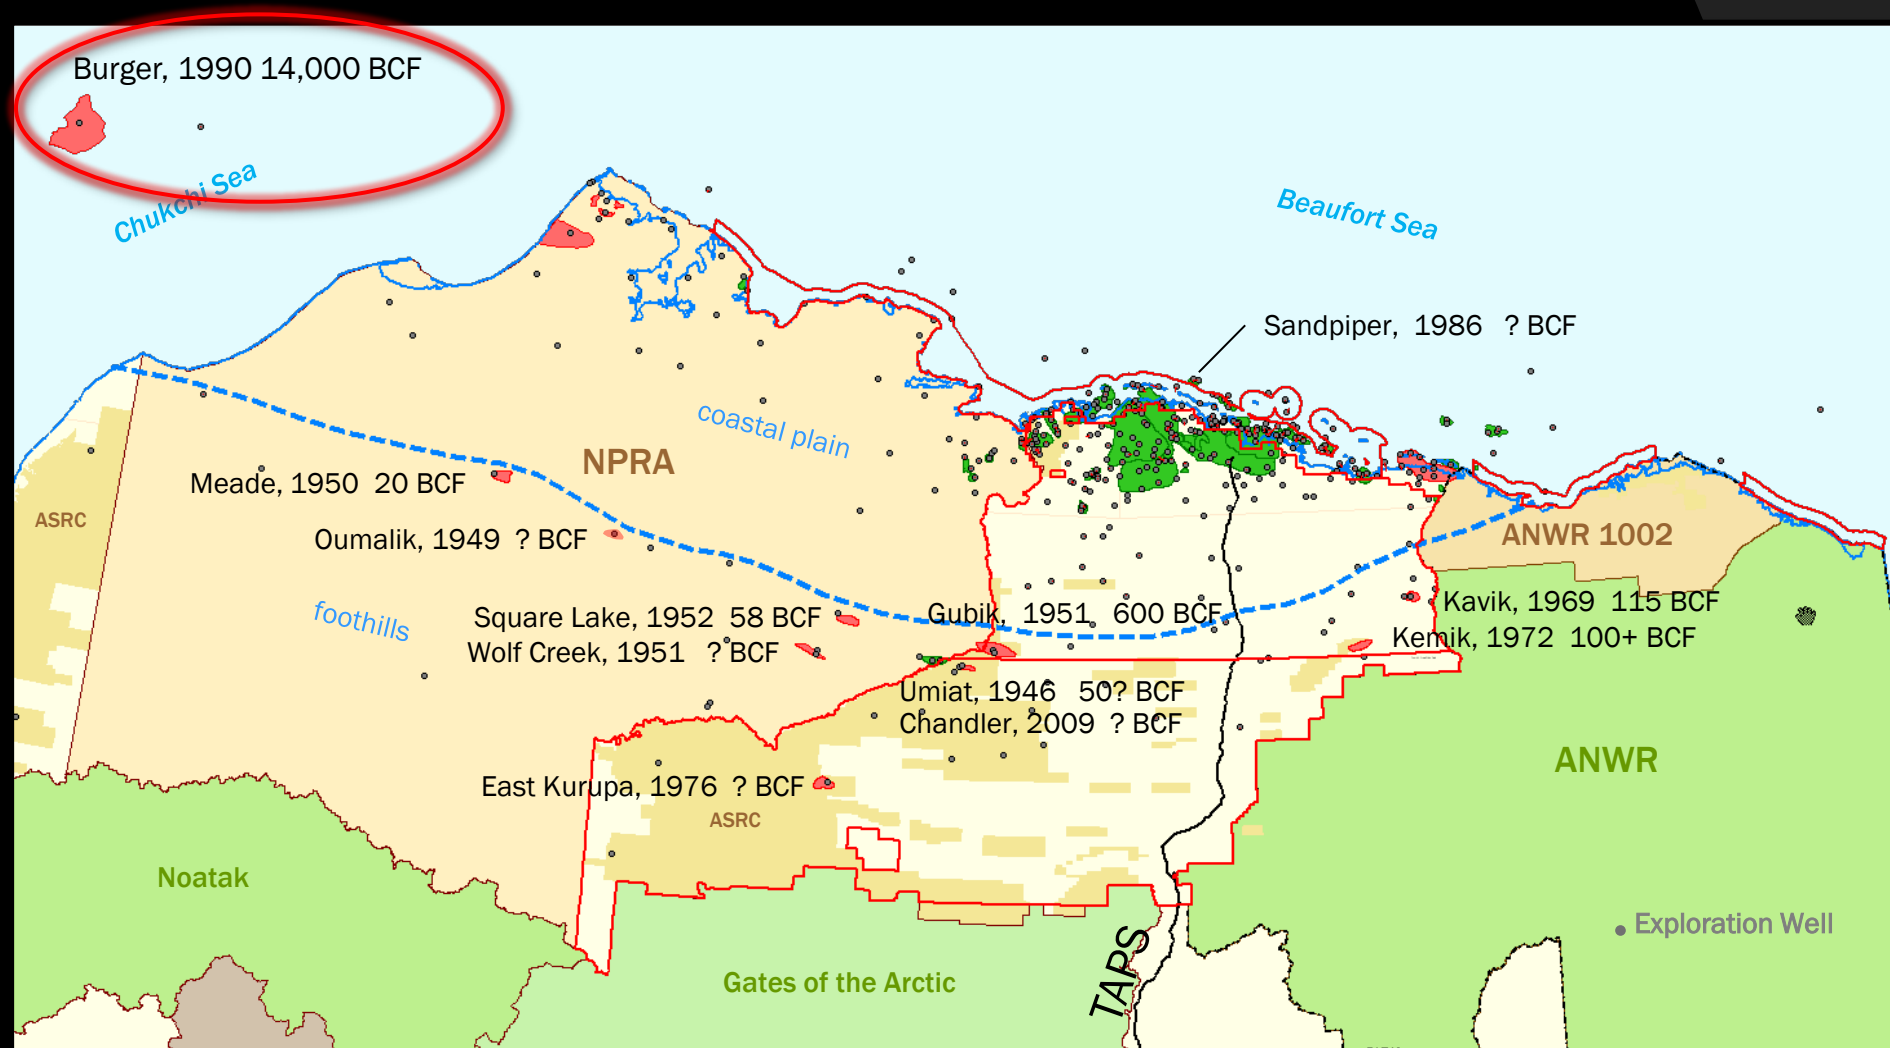 Burger, 1990 14,000 BCF
Chukchi Sea
Beaufort Sea
Sandpiper, 1986 ? BCF
coastal plain
NPRA
Meade, 1950 20 BCF
ASRC
Oumalik, 1949 ? BCF
ANWR 1002
foothills
Square Lake, 1952 58 BCF
Gubik, 1951 600 BCF
Kavik, 1969 115 BCF
Wolf Creek, 1951 ? BCF
Kemik, 1972 100+ BCF
Umiat, 1946 50? BCF
Chandler, 2009 ? BCF
ANWR
East Kurupa, 1976 ? BCF
ASRC
Noatak
Exploration Well
Gates of the Arctic
TAPS